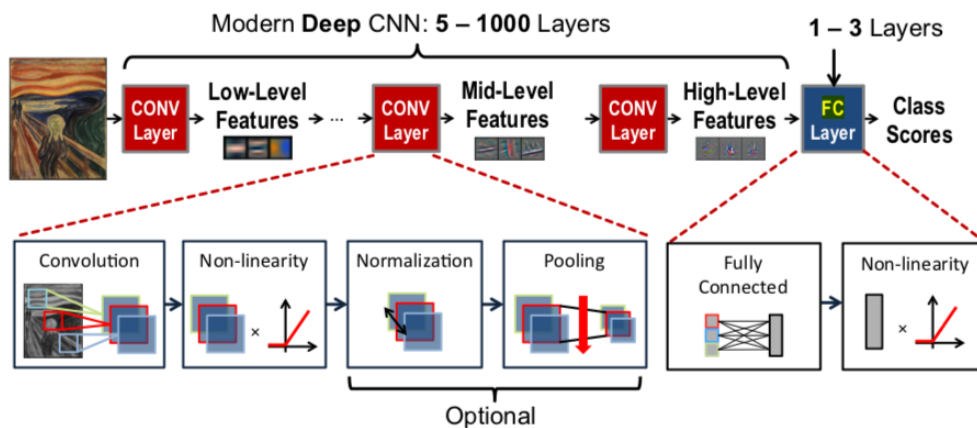 Modern Deep CNN: 5 – 1000 Layers
1 – 3 Layers
CONV
Layer
Low-Level
Features
...
CONV
Layer
Mid-Level
Features
CONV
Layer
High-Level
Features
FC
Layer
Class
Scores
Convolution
Non-linearity
×
Normalization
Pooling
Fully
Connected
Non-linearity
×
Optional